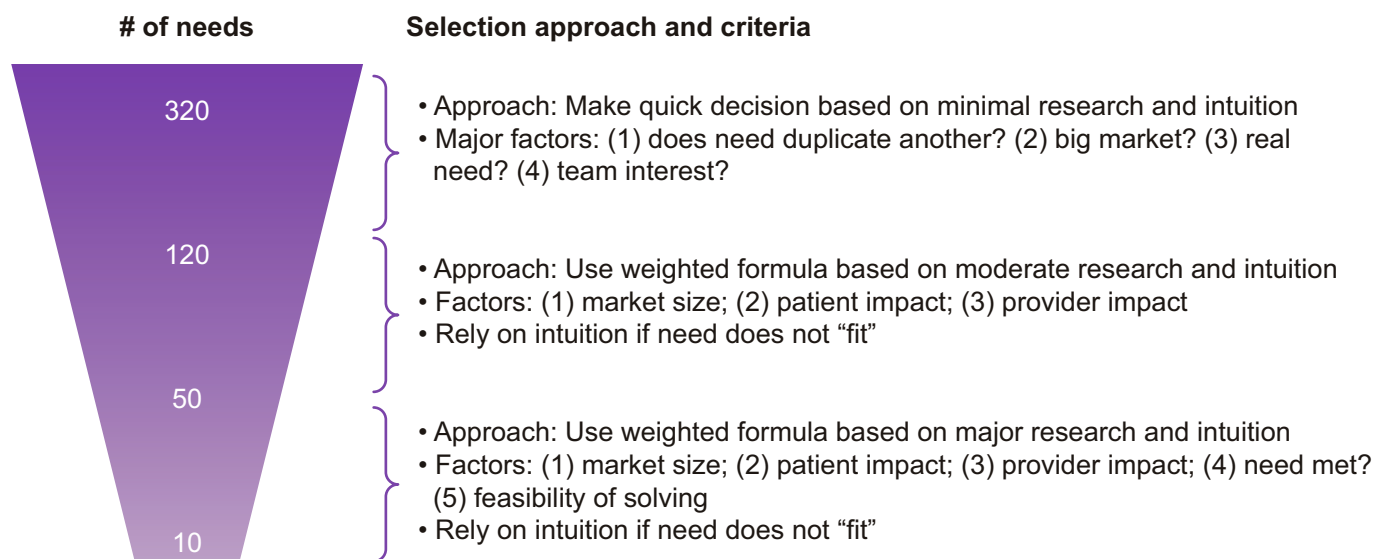 # of needs
Selection approach and criteria
320
• Approach: Make quick decision based on minimal research and intuition
• Major factors: (1) does need duplicate another? (2) big market? (3) real
need? (4) team interest?
120
• Approach: Use weighted formula based on moderate research and intuition
• Factors: (1) market size; (2) patient impact; (3) provider impact
• Rely on intuition if need does not “fit”
50
• Approach: Use weighted formula based on major research and intuition
• Factors: (1) market size; (2) patient impact; (3) provider impact; (4) need met?
(5) feasibility of solving
• Rely on intuition if need does not “fit”
10